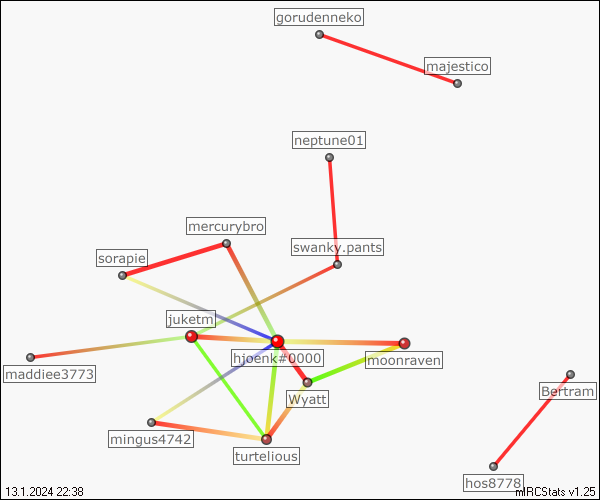 gorudenneko
majestico
neptune01
mercurybro
swanky.pants
sorapie
juketm
hjoenk#0000
moonraven
maddiee3773
Bertram
Wyatt
mingus4742
turtelious
hos8778
13.1.2024 22:38
mIRCStats v1.25